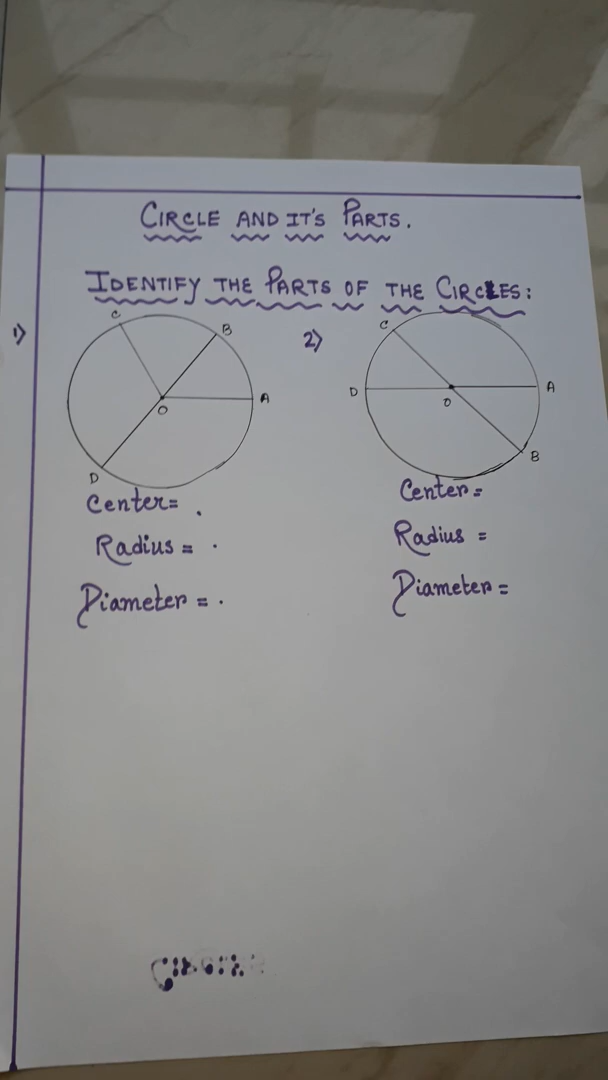 CIRCLE AND IT'S PARTS.
IDENTIFY THE PARTS OF THE CIRCLES:
1)
C
B
O
A
D
Center= .
Radius = .
Diameter = .
2)
C
D
O
A
B
Center=
Radius =
Diameter =